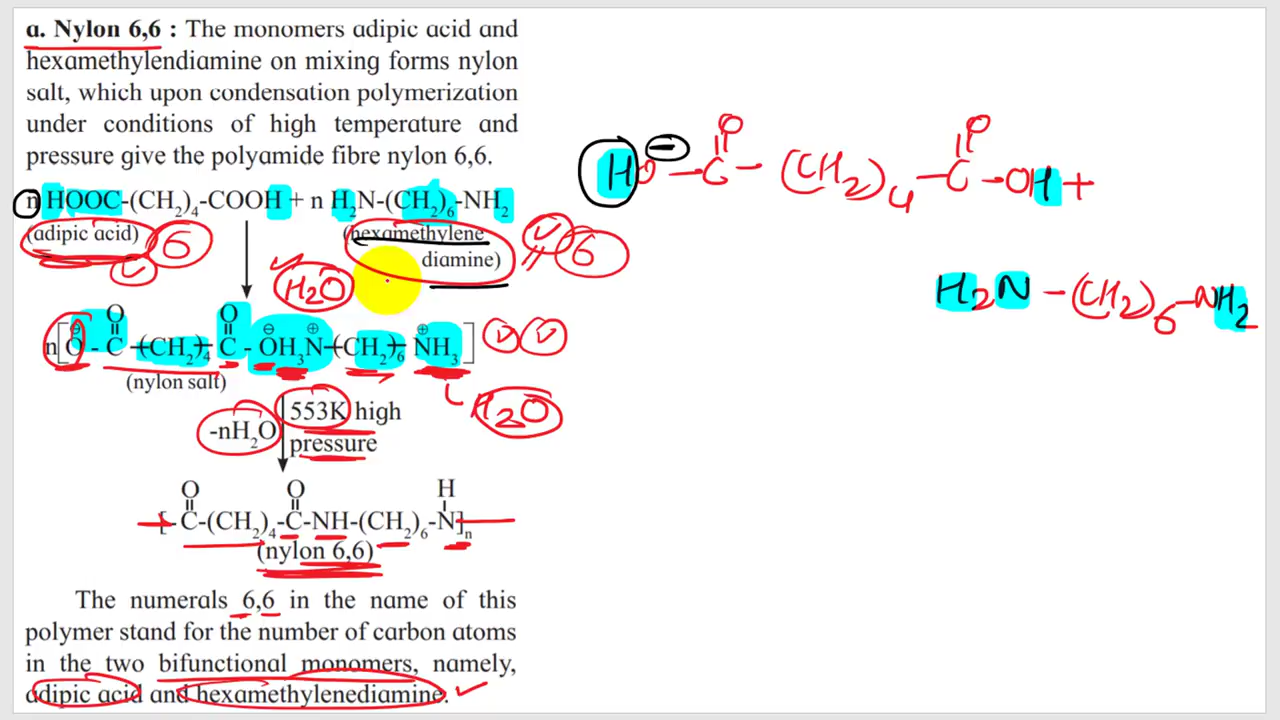 a. Nylon 6,6 : The monomers adipic acid and
hexamethylendiamine on mixing forms nylon
salt, which upon condensation polymerization
under conditions of high temperature and
pressure give the polyamide fibre nylon 6,6.
n HOOC-(CH₂)₄-COOH + n H₂N-(CH₂)₆-NH₂
(adipic acid) 6 (hexamethylene
diamine) 6
H₂O
O O
|| || ⊖ ⊕ ⊕
n[O⊖ - C -(CH₂)₄- C - OH₃N-(CH₂)₆ NH₃ ]
(nylon salt)
H₂O
553K high
-nH₂O
pressure
O O H
|| || |
[-C-(CH₂)₄-C-NH-(CH₂)₆-N]ₙ
(nylon 6,6)
The numerals 6,6 in the name of this
polymer stand for the number of carbon atoms
in the two bifunctional monomers, namely,
adipic acid and hexamethylenediamine.
O O
|| ||
HO - C - (CH₂)₄ - C - OH +
H₂N - (CH₂)₆ - NH₂